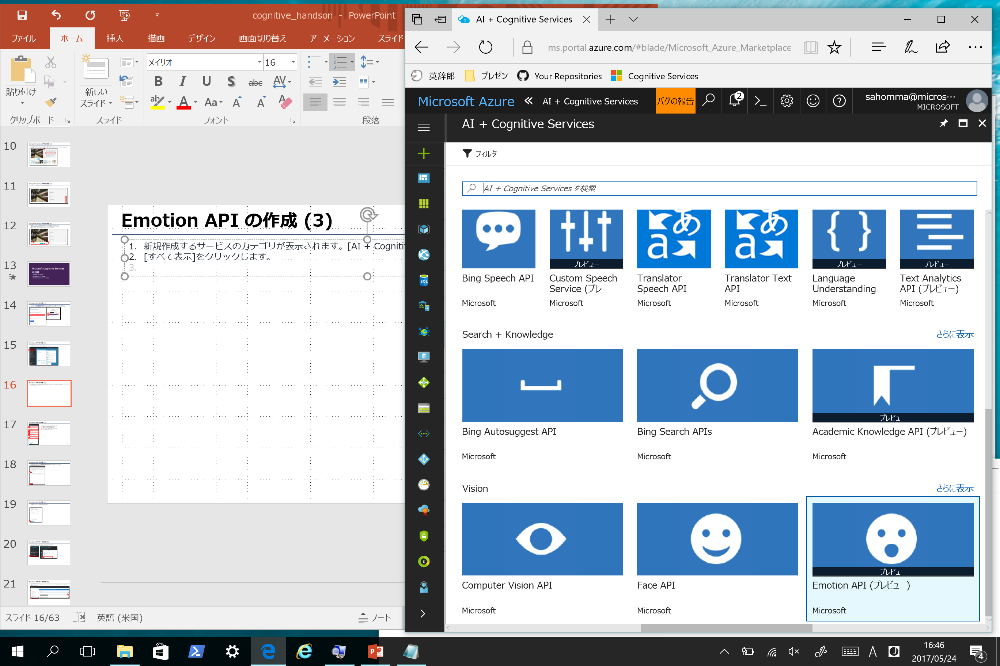 cognitive_handson - PowerPoint
ファイル
ホーム
挿入
描画
デザイン
画面切り替え
アニメーション
スライド
貼り付け
新しい
スライド
メイリオ
16
クリップボード
スライド
フォント
段落
10
11
12
13
Microsoft Cognitive Services
14
15
16
17
18
19
20
21
Emotion API の作成 (3)
1. 新規作成するサービスのカテゴリが表示されます。[AI + Cogniti
2. [すべて表示]をクリックします。
3.
スライド 16/63
英語 (米国)
ノート
AI + Cognitive Services
ms.portal.azure.com/#blade/Microsoft_Azure_Marketplace
英辞郎
プレゼン
Your Repositories
Cognitive Services
Microsoft Azure
AI + Cognitive Services
バグの報告
2
sahomma@micros···
MICROSOFT
AI + Cognitive Services
フィルター
AI + Cognitive Services を検索
プレビュー
プレビュー
プレビュー
Bing Speech API
Microsoft
Custom Speech
Service (プレ
Microsoft
Translator
Speech API
Microsoft
Translator Text
API
Microsoft
Language
Understanding
Microsoft
Text Analytics
API (プレビュー)
Microsoft
Search + Knowledge
さらに表示
Bing Autosuggest API
Microsoft
Bing Search APIs
Microsoft
プレビュー
Academic Knowledge API (プレビュー)
Microsoft
Vision
さらに表示
Computer Vision API
Microsoft
Face API
Microsoft
プレビュー
Emotion API (プレビュー)
Microsoft
A
16:46
2017/05/24
4